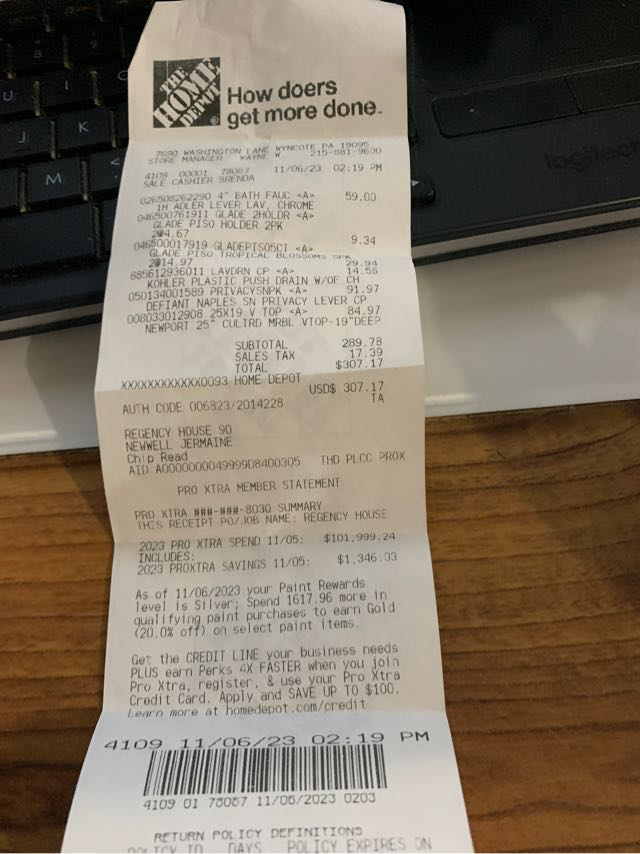 THE HOME DEPOT
How doers
get more done.
7690 WASHINGTON LANE WYNCOTE PA 19095
STORE MANAGER WAYNE W 215-881-9600
4109 00001 78087 11/06/23 02:19 PM
SALE CASHIER BRENDA
026508262290 4" BATH FAUC <A> 59.00
1H ADLER LEVER LAV, CHROME
046500761911 GLADE 2HOLDR <A>
GLADE PISO HOLDER 2PK
2@4.67 9.34
046500017919 GLADEPISO5CT <A>
GLADE PISO TROPICAL BLOSSOMS 5PK
2@14.97 29.94
885612936011 LAVDRN CP <A> 14.56
KOHLER PLASTIC PUSH DRAIN W/OF CH
050134001589 PRIVACYSNPK <A> 91.97
DEFIANT NAPLES SN PRIVACY LEVER CP
008033012908 25X19 V TOP <A> 84.97
NEWPORT 25" CULTRD MRBL VTOP-19"DEEP
SUBTOTAL 289.78
SALES TAX 17.39
TOTAL $307.17
XXXXXXXXXXXX0093 HOME DEPOT
USD$ 307.17
AUTH CODE 006823/2014228 TA
REGENCY HOUSE 90
NEWWELL JERMAINE
Chip Read
AID A0000000049999D8400305 THD PLCC PROX
PRO XTRA MEMBER STATEMENT
PRO XTRA ###-###-8030 SUMMARY
THIS RECEIPT PO/JOB NAME: REGENCY HOUSE
2023 PRO XTRA SPEND 11/05: $101,999.24
INCLUDES:
2023 PROXTRA SAVINGS 11/05: $1,346.03
As of 11/06/2023 your Paint Rewards
level is Silver; Spend 1617.96 more in
qualifying paint purchases to earn Gold
(20.0% off) on select paint items.
Get the CREDIT LINE your business needs
PLUS earn Perks 4X FASTER when you join
Pro Xtra, register, & use your Pro Xtra
Credit Card. Apply and SAVE UP TO $100.
Learn more at homedepot.com/credit
4109 11/06/23 02:19 PM
4109 01 78087 11/06/2023 0203
RETURN POLICY DEFINITIONS
POLICY ID DAYS POLICY EXPIRES ON
U
J
K
M